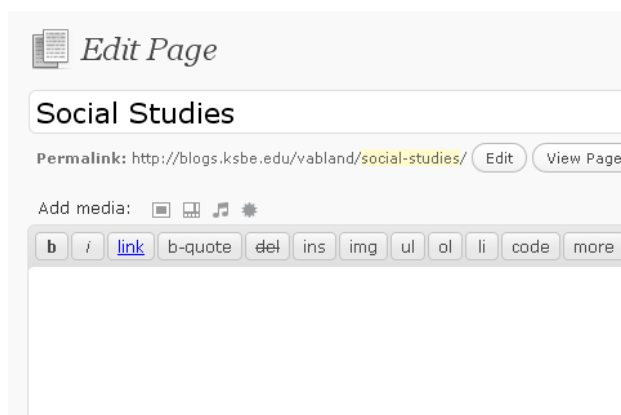 Edit Page
Social Studies
Permalink: http://blogs.ksbe.edu/vabland/social-studies/ Edit View Page
Add media:
b i link b-quote del ins img ul ol li code more